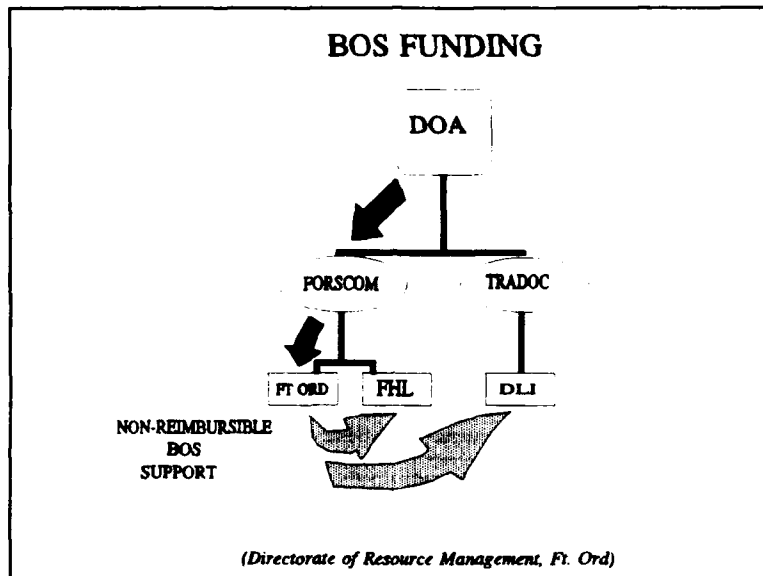 BOS FUNDING
DOA
FORSCOM
TRADOC
FT ORD
FHL
DLI
NON-REIMBURSIBLE
BOS
SUPPORT
(Directorate of Resource Management, Ft. Ord)